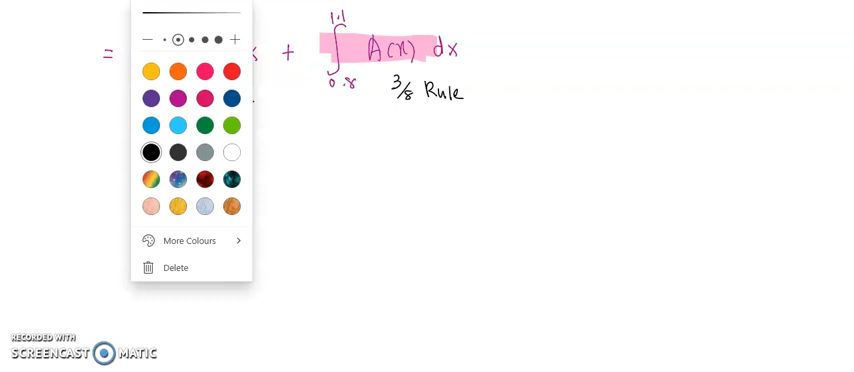 = x + ∫ 1.1 0.8 A(x) dx
3/8 Rule
More Colours
Delete
RECORDED WITH
SCREENCAST MATIC